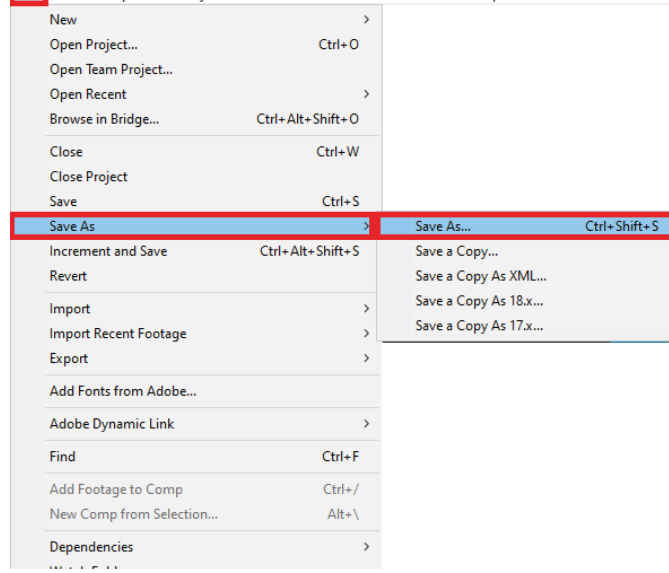 New >
Open Project... Ctrl+O
Open Team Project...
Open Recent >
Browse in Bridge... Ctrl+Alt+Shift+O
Close Ctrl+W
Close Project
Save Ctrl+S
Save As >
Increment and Save Ctrl+Alt+Shift+S
Revert
Import >
Import Recent Footage >
Export >
Add Fonts from Adobe...
Adobe Dynamic Link >
Find Ctrl+F
Add Footage to Comp Ctrl+/
New Comp from Selection... Alt+\
Dependencies >
Save As... Ctrl+Shift+S
Save a Copy...
Save a Copy As XML...
Save a Copy As 18.x...
Save a Copy As 17.x...